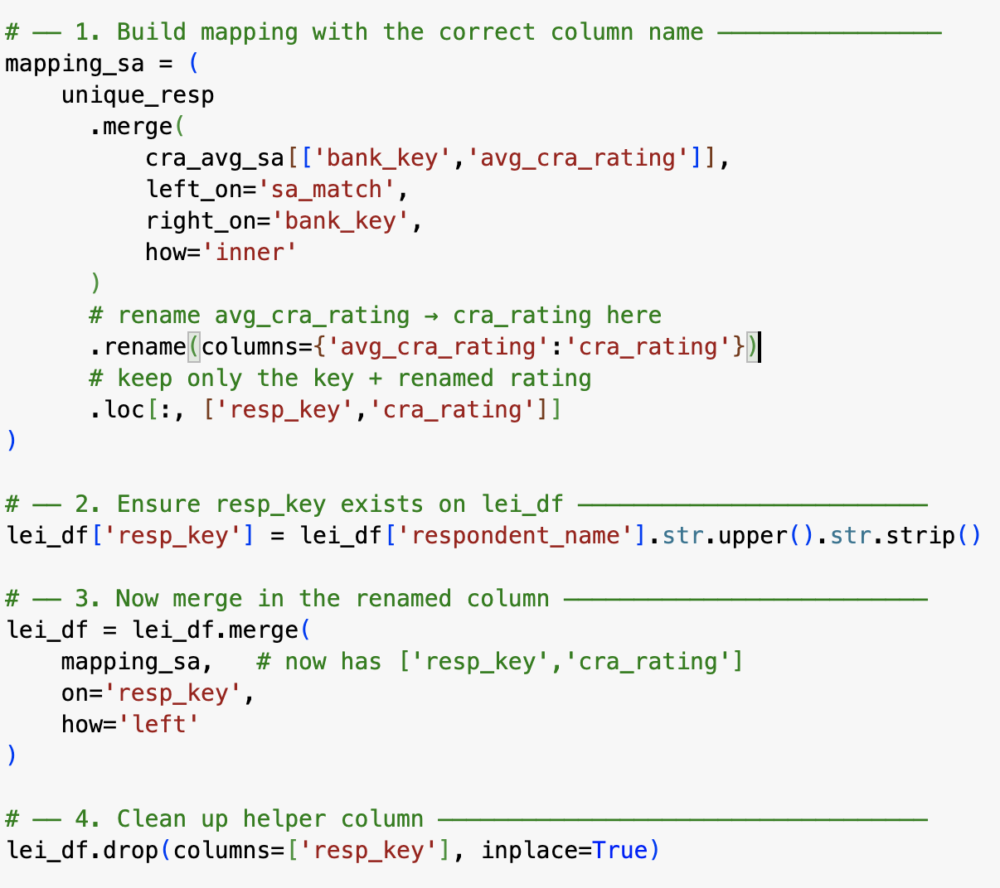 # —— 1. Build mapping with the correct column name ————————————————
mapping_sa = (
    unique_resp
      .merge(
          cra_avg_sa[['bank_key','avg_cra_rating']],
          left_on='sa_match',
          right_on='bank_key',
          how='inner'
      )
      # rename avg_cra_rating → cra_rating here
      .rename(columns={'avg_cra_rating':'cra_rating'})
      # keep only the key + renamed rating
      .loc[:, ['resp_key','cra_rating']]
)

# —— 2. Ensure resp_key exists on lei_df —————————————————————————
lei_df['resp_key'] = lei_df['respondent_name'].str.upper().str.strip()

# —— 3. Now merge in the renamed column ——————————————————————————
lei_df = lei_df.merge(
    mapping_sa,   # now has ['resp_key','cra_rating']
    on='resp_key',
    how='left'
)

# —— 4. Clean up helper column ———————————————————————————————————
lei_df.drop(columns=['resp_key'], inplace=True)